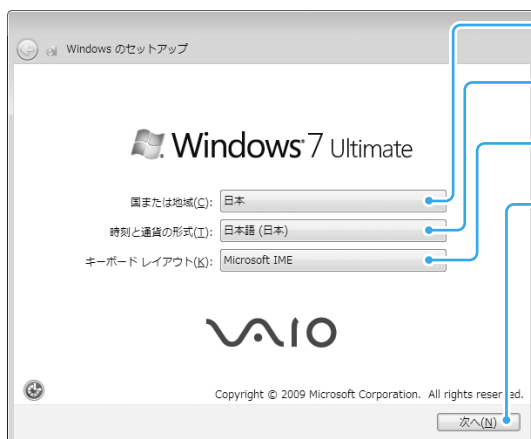 Windows のセットアップ
Windows 7 Ultimate
国または地域(C): 日本
時刻と通貨の形式(T): 日本語 (日本)
キーボード レイアウト(K): Microsoft IME
VAIO
Copyright © 2009 Microsoft Corporation. All rights reserved.
次へ(N)